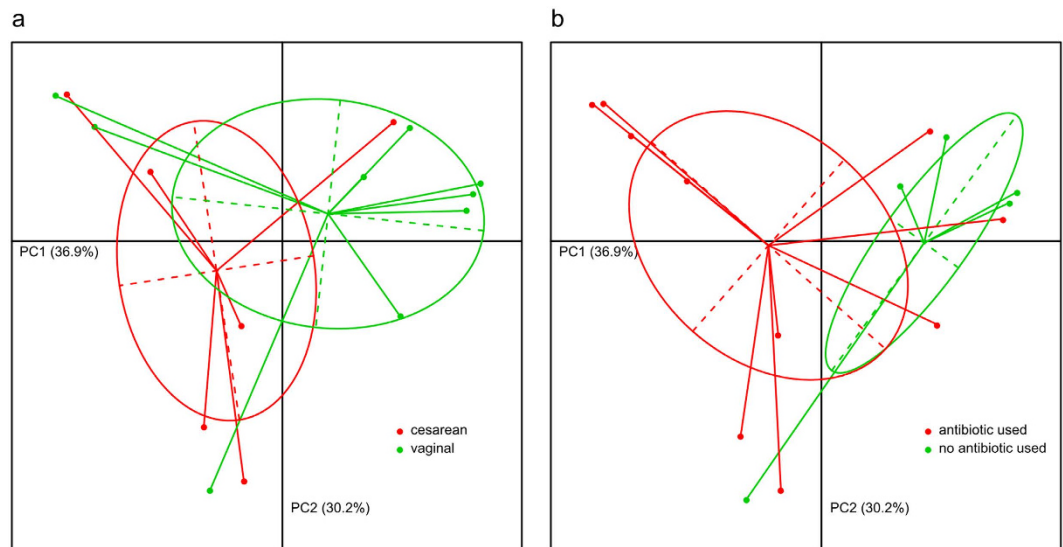 a
PC1 (36.9%)
cesarean
vaginal
PC2 (30.2%)
b
PC1 (36.9%)
antibiotic used
no antibiotic used
PC2 (30.2%)